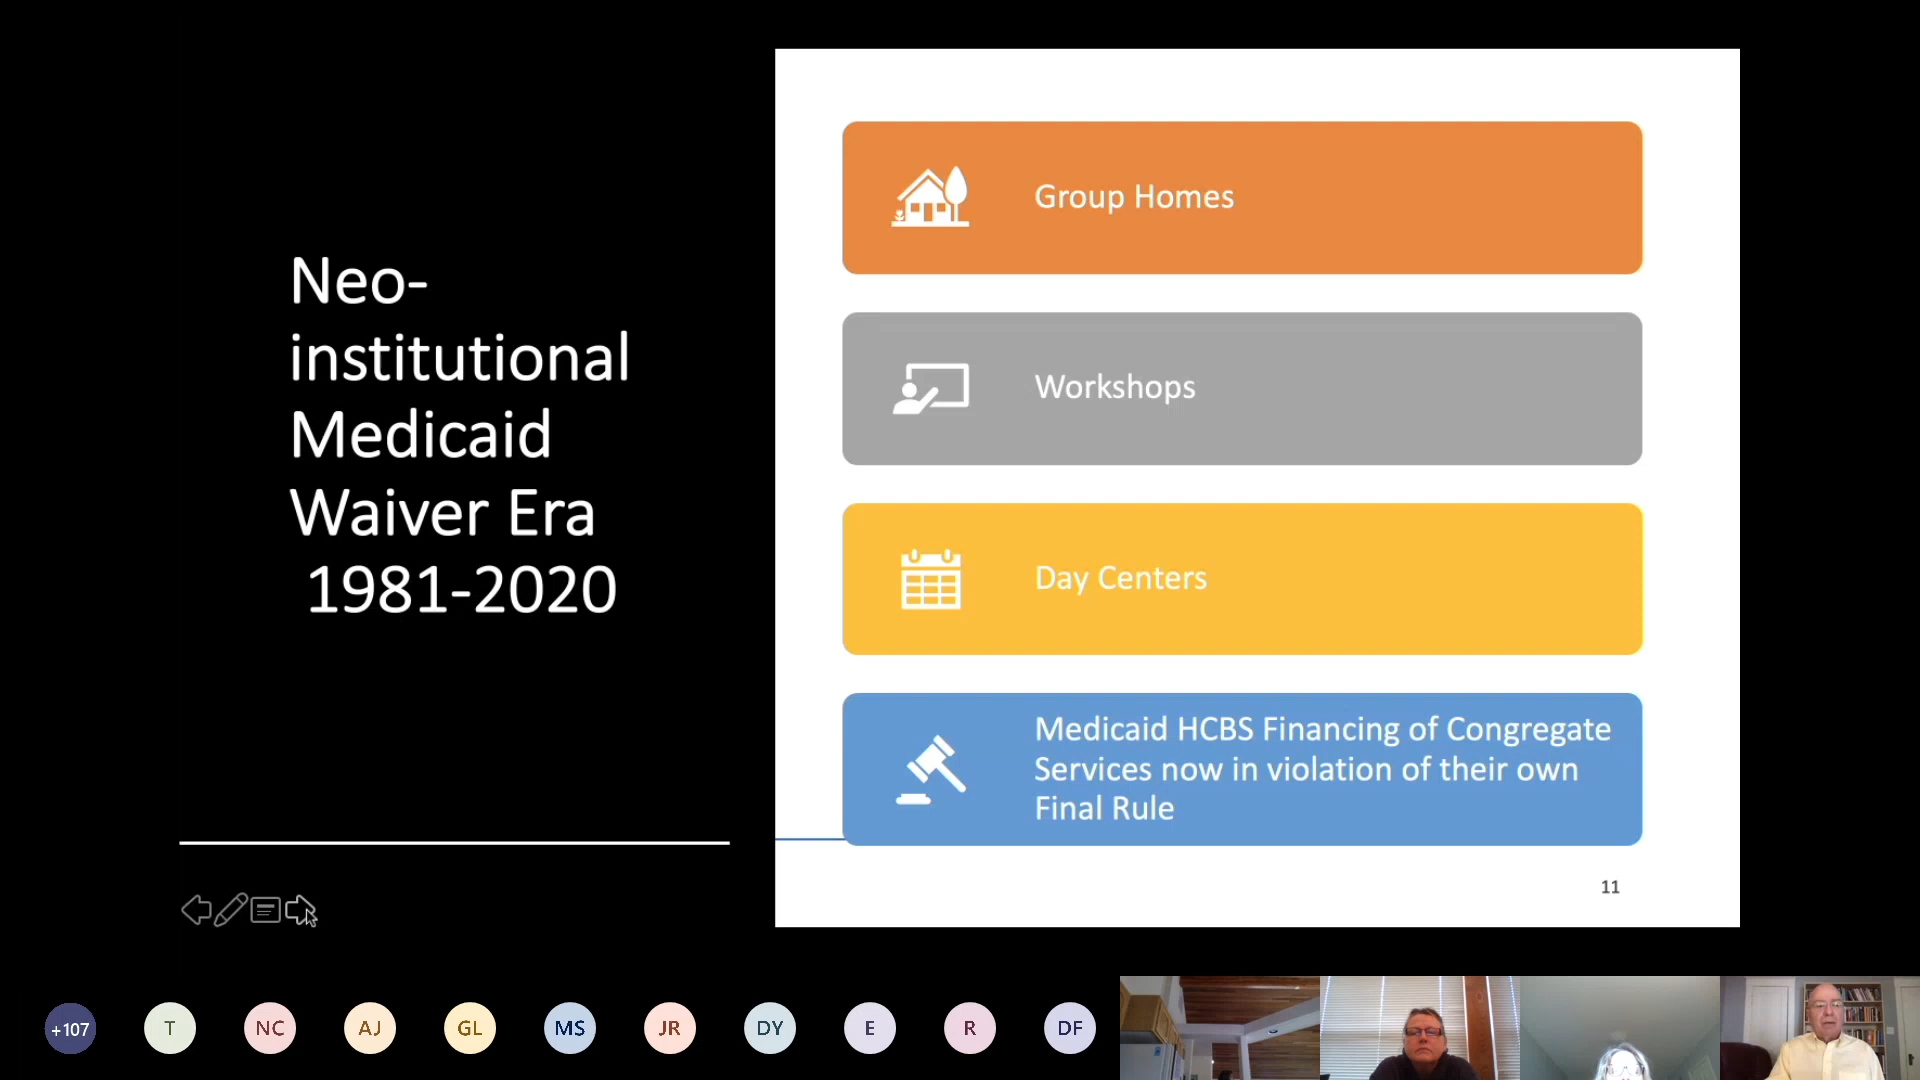 Neo-
institutional
Medicaid
Waiver Era
1981-2020
Group Homes
Workshops
Day Centers
Medicaid HCBS Financing of Congregate
Services now in violation of their own
Final Rule
11
+107
T
NC
AJ
GL
MS
JR
DY
E
R
DF